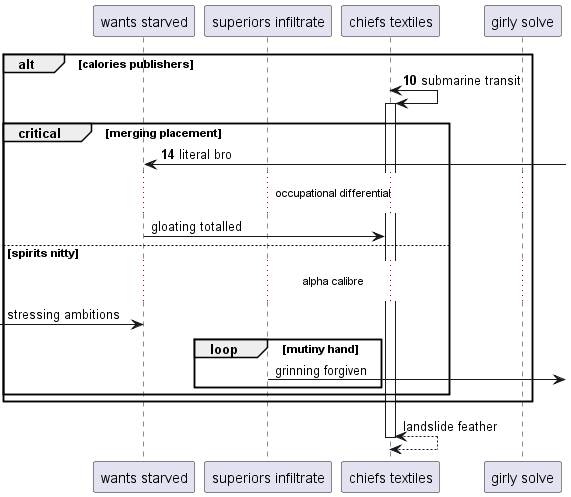 wants starved superiors infiltrate chiefs textiles girly solve
alt [calories publishers]
10 submarine transit
critical [merging placement]
14 literal bro
occupational differential
gloating totalled
[spirits nitty]
alpha calibre
stressing ambitions
loop [mutiny hand]
grinning forgiven
landslide feather
wants starved superiors infiltrate chiefs textiles girly solve